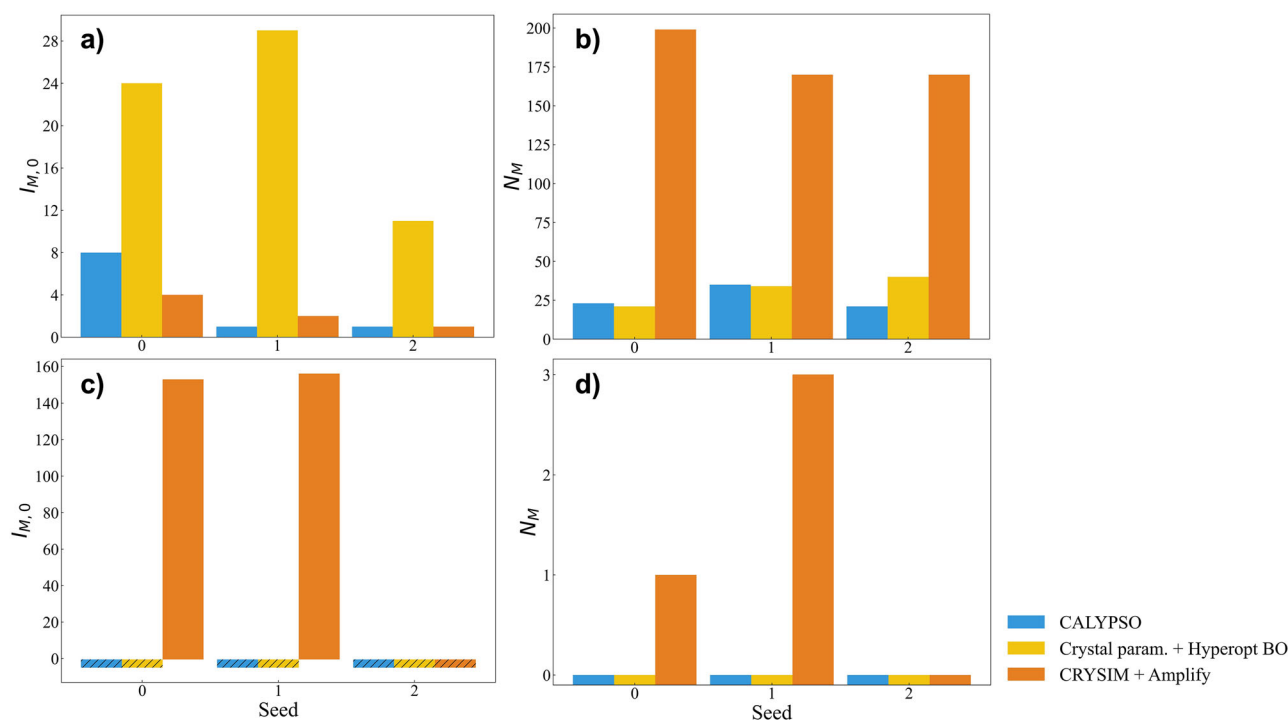 a)
28
24
20
16
12
8
4
0
I_{M,0}
0 1 2
b)
200
175
150
125
100
75
50
25
0
N_M
0 1 2
c)
160
140
120
100
80
60
40
20
0
I_{M,0}
0 1 2
Seed
d)
3
2
1
0
N_M
0 1 2
Seed
CALYPSO
Crystal param. + Hyperopt BO
CRYSIM + Amplify